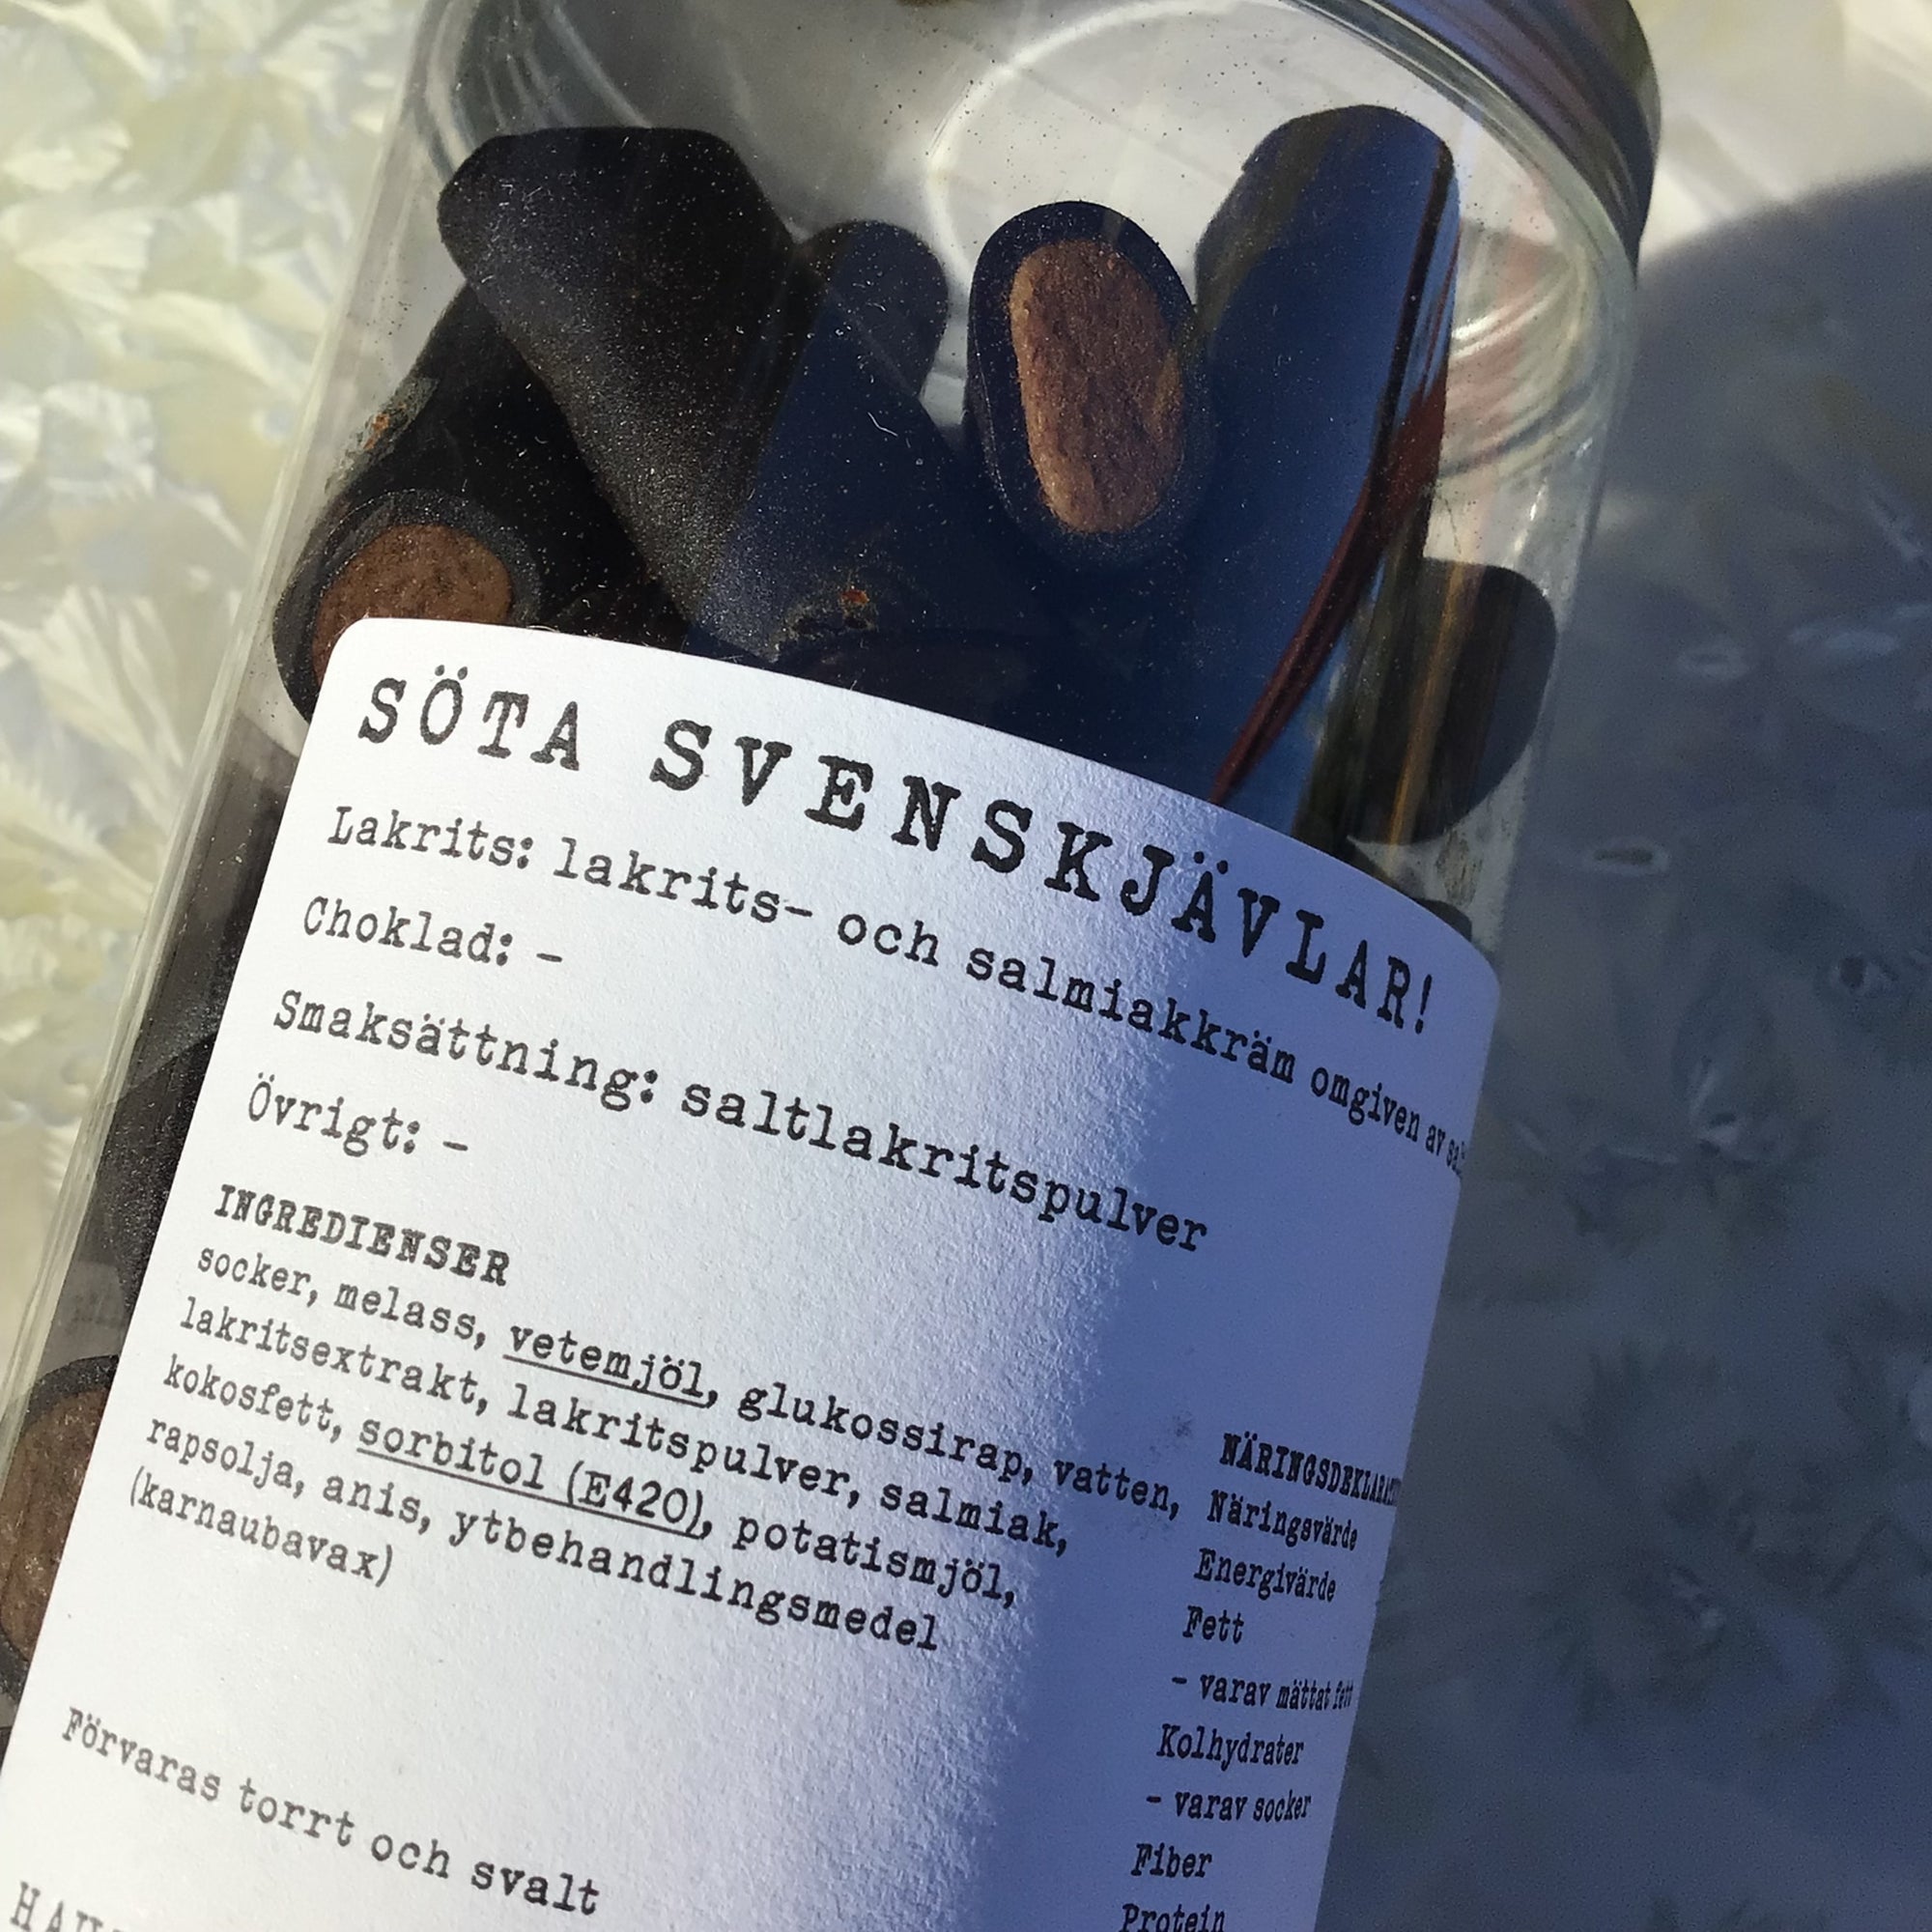 SÖTA SVENSKJÄVLAR!
Lakrits: lakrits- och salmiakkräm omgiven av
Choklad: -
Smaksättning: saltlakritspulver
Övrigt: -
INGREDIENSER
socker, melass, vetemjöl, glukossirap, vatten,
lakritsextrakt, lakritspulver, salmiak,
kokosfett, sorbitol (E420), potatismjöl,
rapsolja, anis, ytbehandlingsmedel
(karnaubavax)
Förvaras torrt och svalt
Näringsvärde
Energivärde
Fett
- varav mättat fett
Kolhydrater
- varav socker
Fiber
Protein